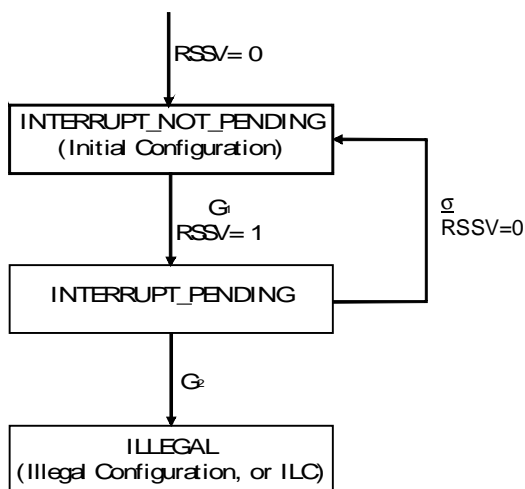 RSSV= 0
INTERRUPT_NOT_PENDING
(Initial Configuration)
G1
RSSV= 1
σ
RSSV=0
INTERRUPT_PENDING
G2
ILLEGAL
(Illegal Configuration, or ILC)